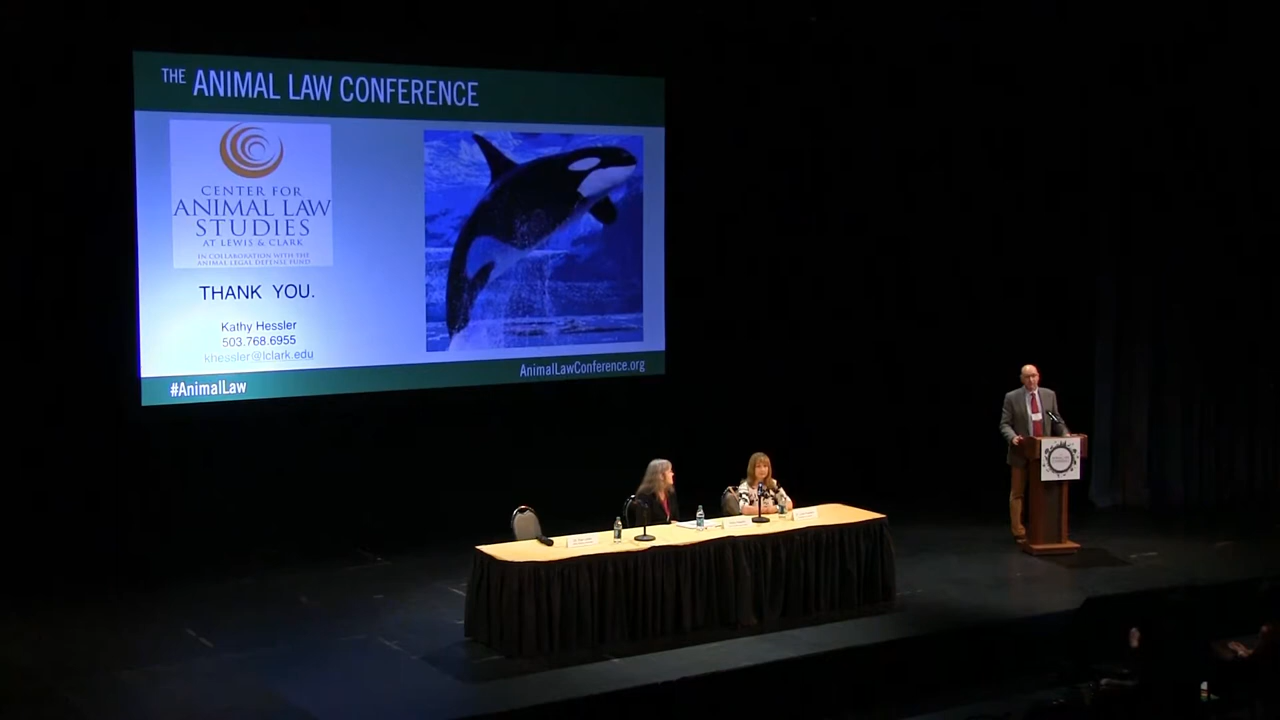 THE ANIMAL LAW CONFERENCE
CENTER FOR
ANIMAL LAW
STUDIES
AT LEWIS & CLARK
IN COLLABORATION WITH THE
ANIMAL LEGAL DEFENSE FUND
THANK YOU.
Kathy Hessler
503.768.6955
khessler@lclark.edu
#AnimalLaw
AnimalLawConference.org